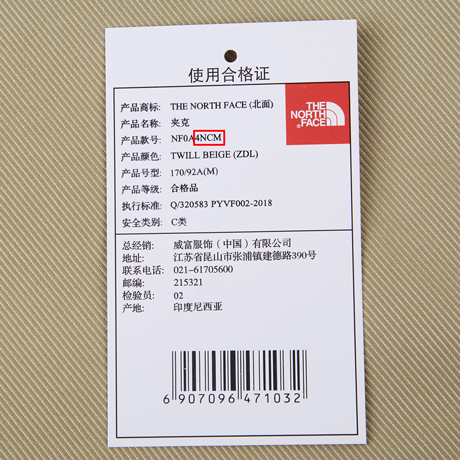 使用合格证
产品商标: THE NORTH FACE (北面)
产品名称: 夹克
产品款号: NF0A4NCM
产品颜色: TWILL BEIGE (ZDL)
产品号型: 170/92A(M)
产品等级: 合格品
执行标准: Q/320583 PYVF002-2018
安全类别: C类
THE
NORTH
FACE
总经销: 威富服饰（中国）有限公司
地址: 江苏省昆山市张浦镇建德路390号
联系电话: 021-61705600
邮编: 215321
检验员: 02
产地: 印度尼西亚
6 907096 471032